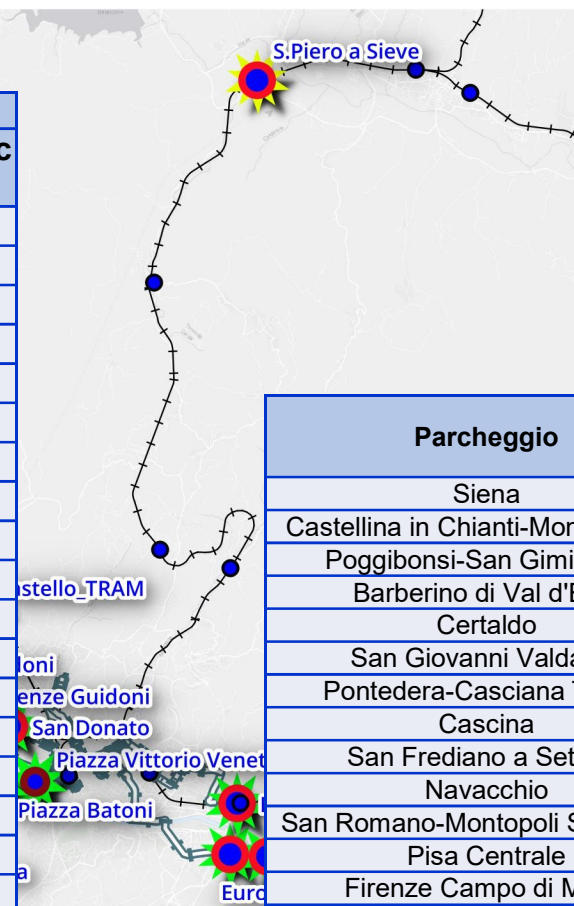 S.Piero a Sieve
c
Parcheggio
Siena
Castellina in Chianti-Mon
Poggibonsi-San Gimi
Barberino di Val d'E
Certaldo
San Giovanni Valda
Pontedera-Casciana
Cascina
San Frediano a Set
Navacchio
San Romano-Montopoli S
Pisa Centrale
Firenze Campo di M
stello_TRAM
doni
enze Guidoni
San Donato
Piazza Vittorio Venet
Piazza Batoni
a
Euro